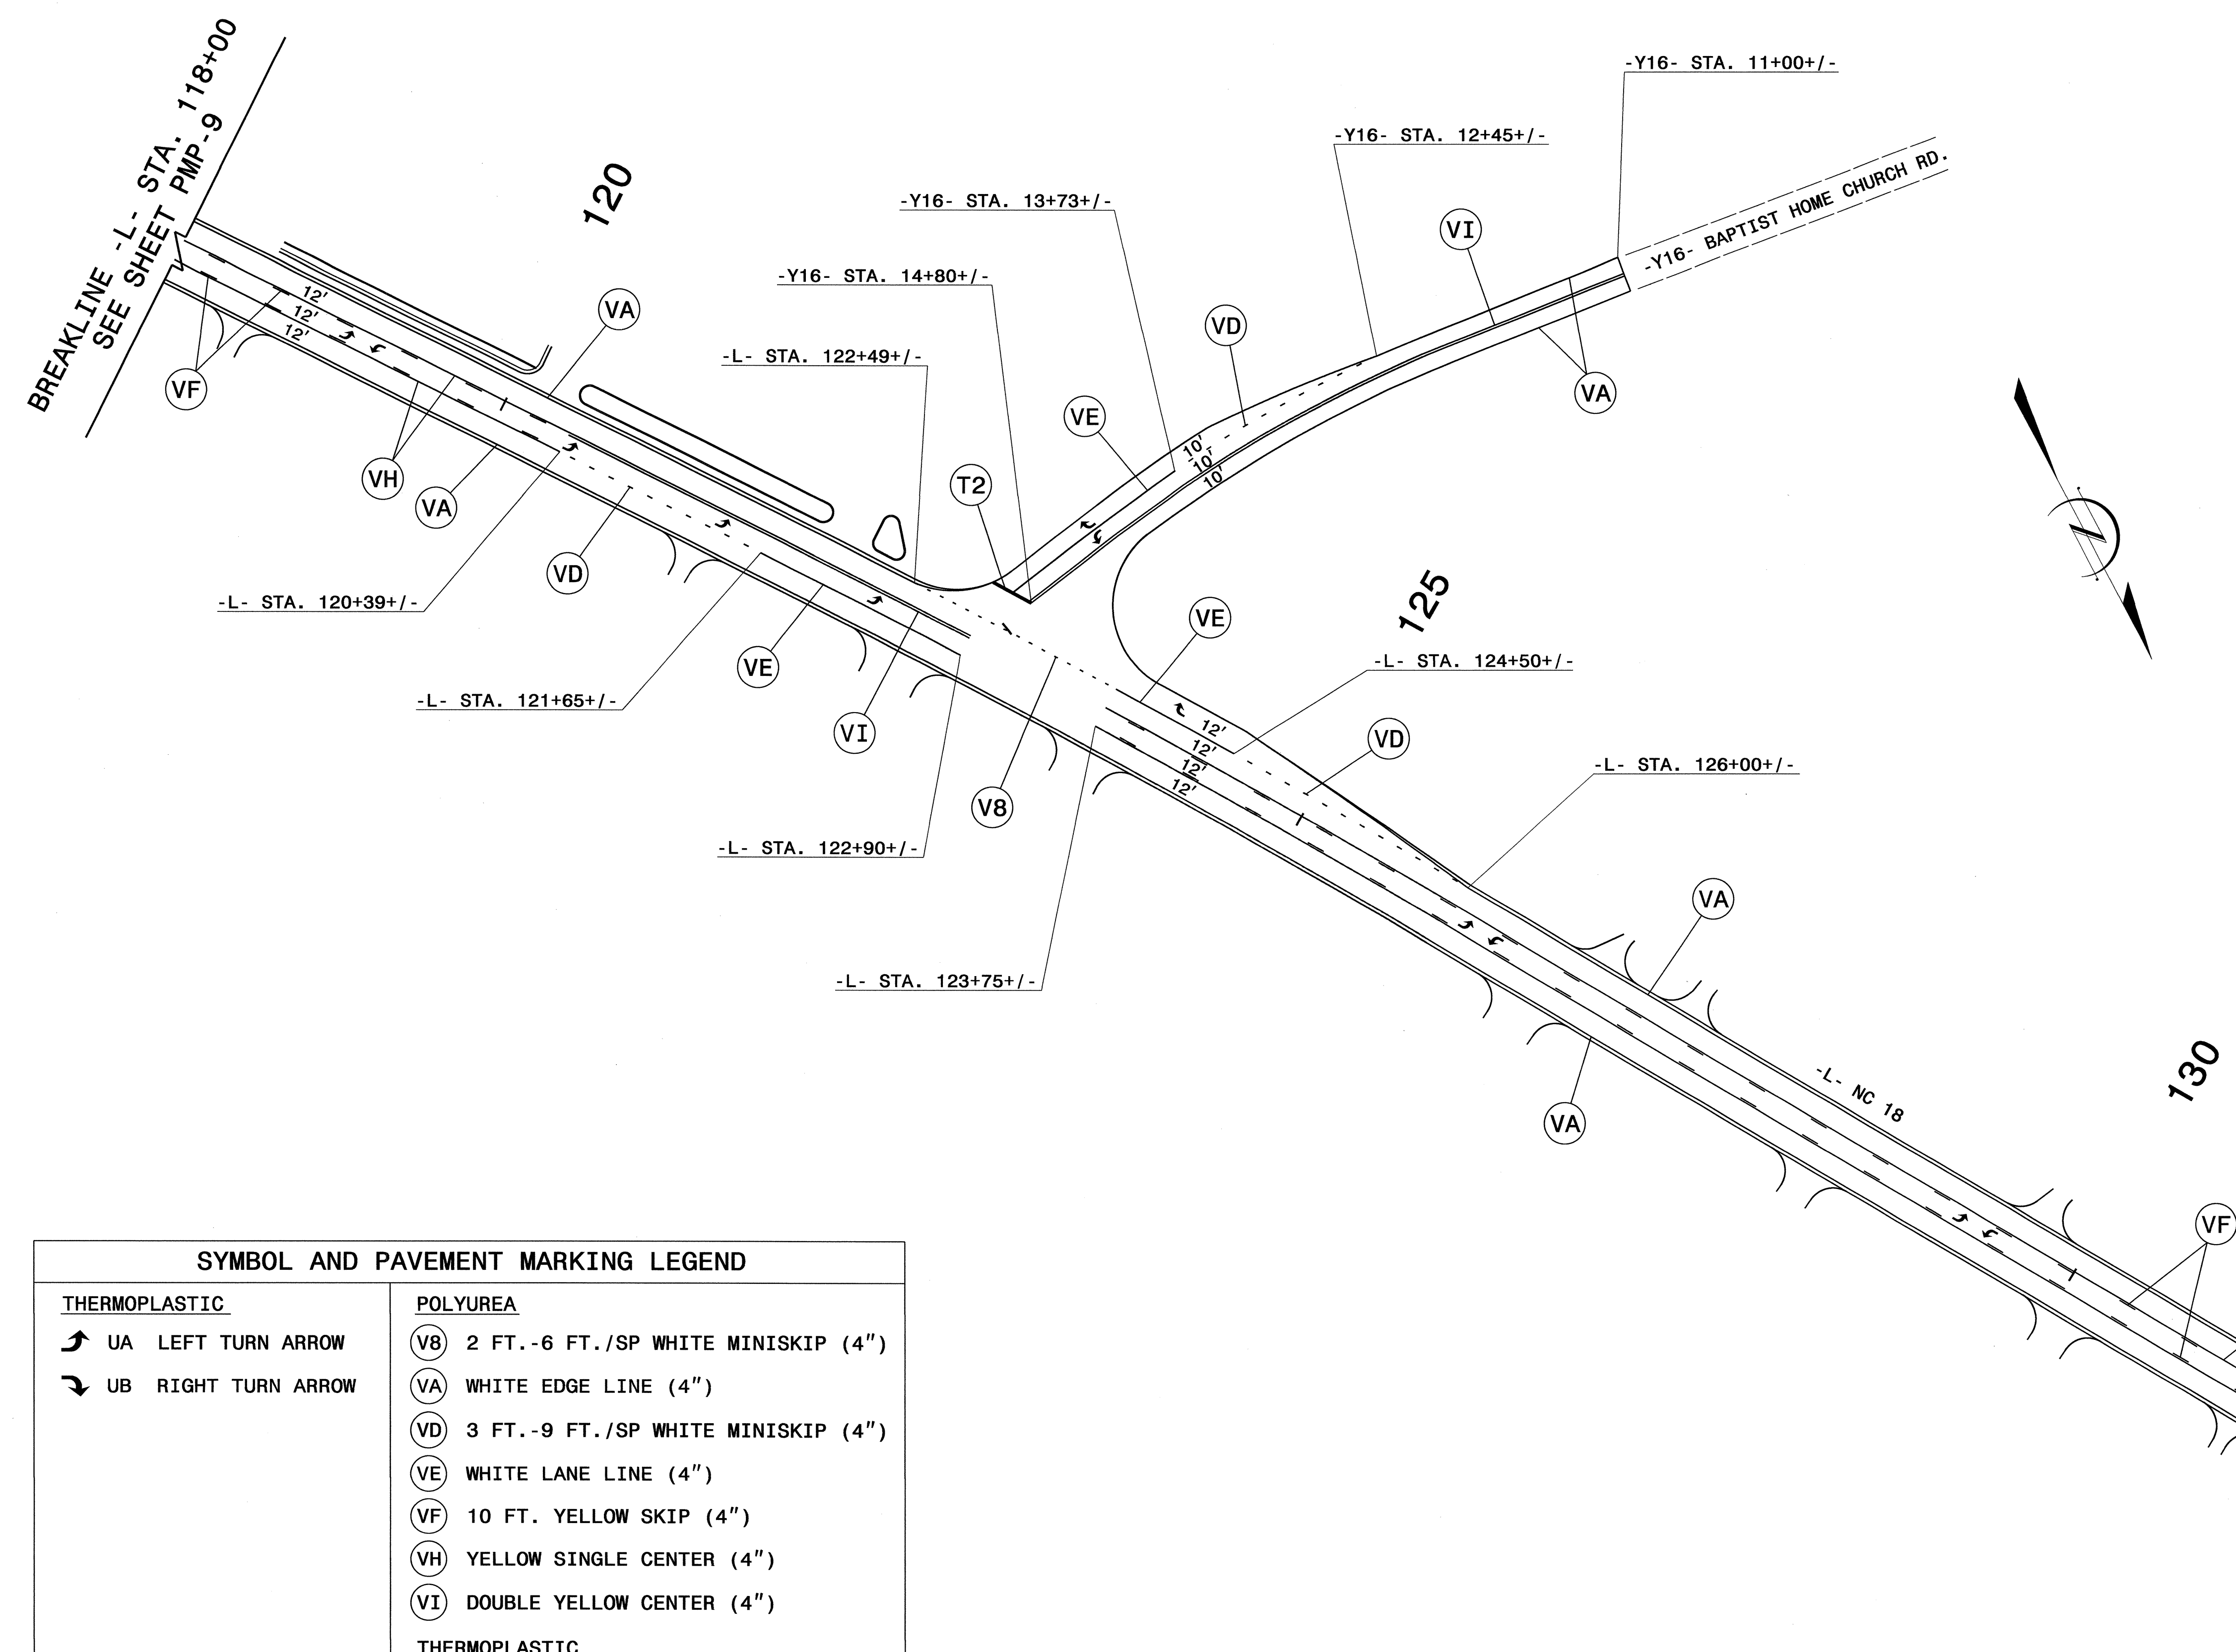 BREAKLINE -L- STA. 118+00
SEE SHEET PMP-9
120
-Y16- STA. 11+00+/-
-Y16- STA. 12+45+/-
-Y16- STA. 13+73+/-
-Y16- STA. 14+80+/-
-L- STA. 122+49+/-
-Y16- BAPTIST HOME CHURCH RD.
VI
VD
VE
T2
VA
VA
12'
12'
12'
VF
VH
VA
VD
10'
10'
10'
-L- STA. 120+39+/-
-L- STA. 121+65+/-
VE
VI
-L- STA. 122+90+/-
V8
-L- STA. 123+75+/-
125
VE
-L- STA. 124+50+/-
12'
12'
12'
12'
VD
-L- STA. 126+00+/-
VA
VA
-L- NC 18
130
VF
N
SYMBOL AND PAVEMENT MARKING LEGEND
THERMOPLASTIC
UA LEFT TURN ARROW
UB RIGHT TURN ARROW
POLYUREA
V8 2 FT.-6 FT./SP WHITE MINISKIP (4")
VA WHITE EDGE LINE (4")
VD 3 FT.-9 FT./SP WHITE MINISKIP (4")
VE WHITE LANE LINE (4")
VF 10 FT. YELLOW SKIP (4")
VH YELLOW SINGLE CENTER (4")
VI DOUBLE YELLOW CENTER (4")
THERMOPLASTIC